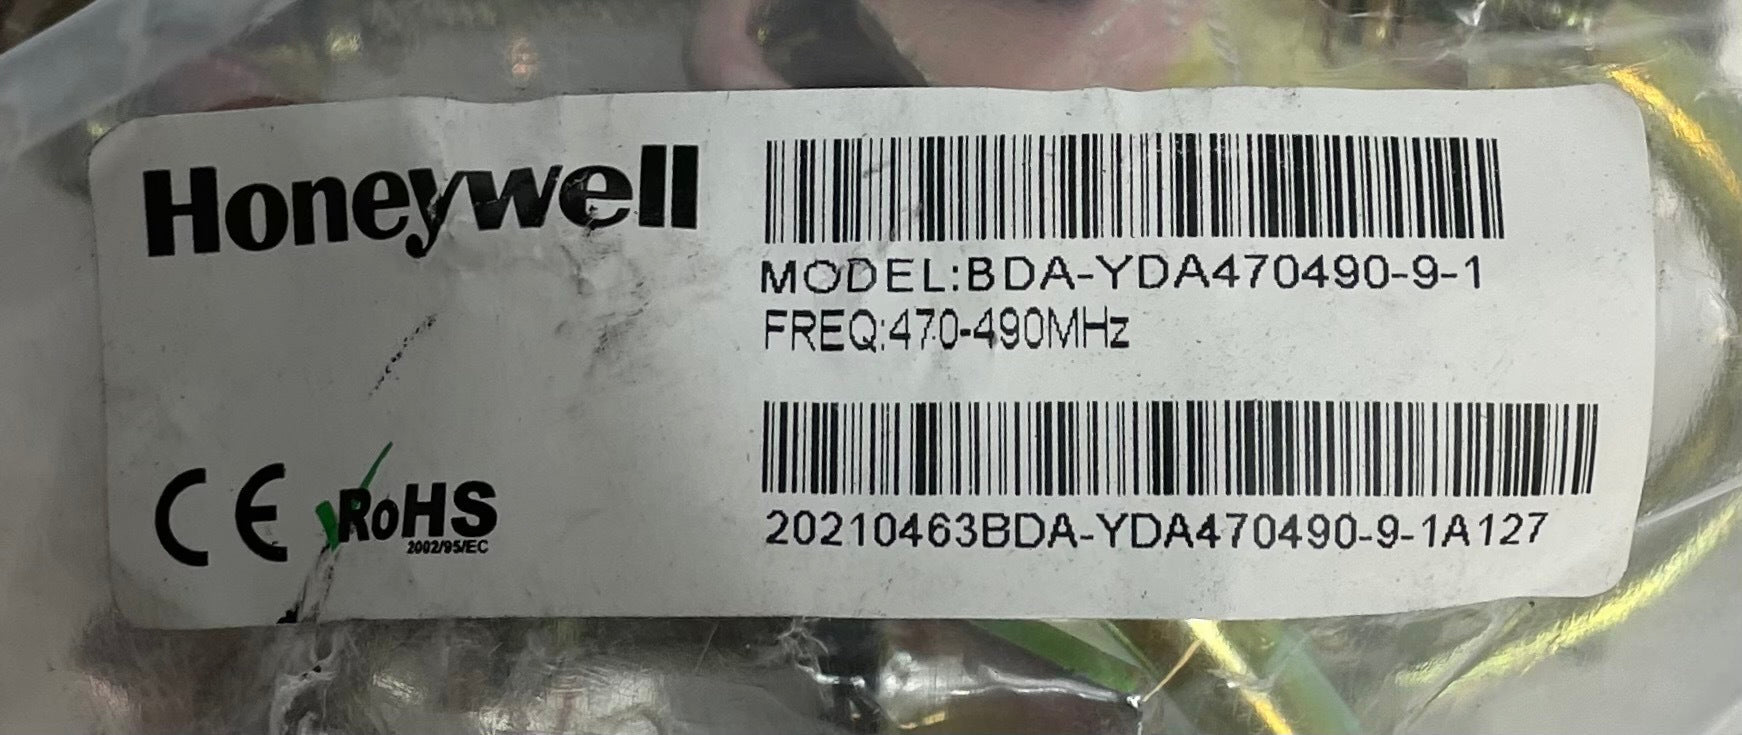 Honeywell
MODEL:BDA-YDA470490-9-1
FREQ:470-490MHz
CE RoHS
2002/95/EC
20210463BDA-YDA470490-9-1A127